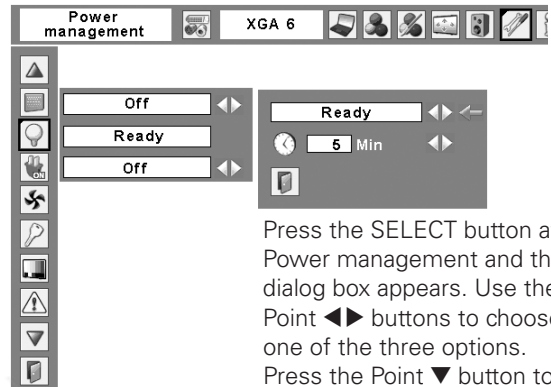 Power management XGA 6
Off
Ready
Off
Ready
5 Min
Press the SELECT button a
Power management and th
dialog box appears. Use the
Point ◀▶ buttons to choose
one of the three options.
Press the Point ▼ button to